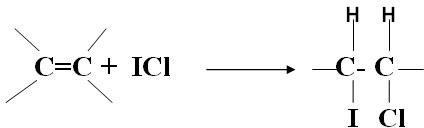 H H
C=C + ICl C- C
I Cl